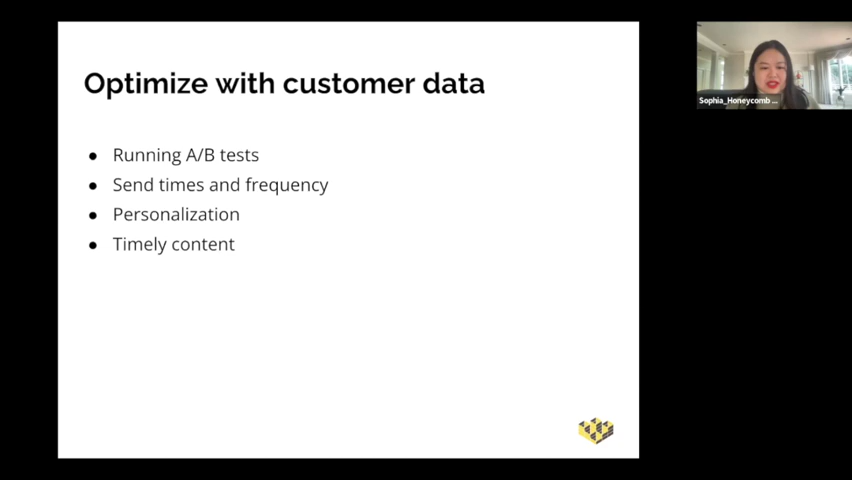 Optimize with customer data
● Running A/B tests
● Send times and frequency
● Personalization
● Timely content
Sophia_Honeycomb ...